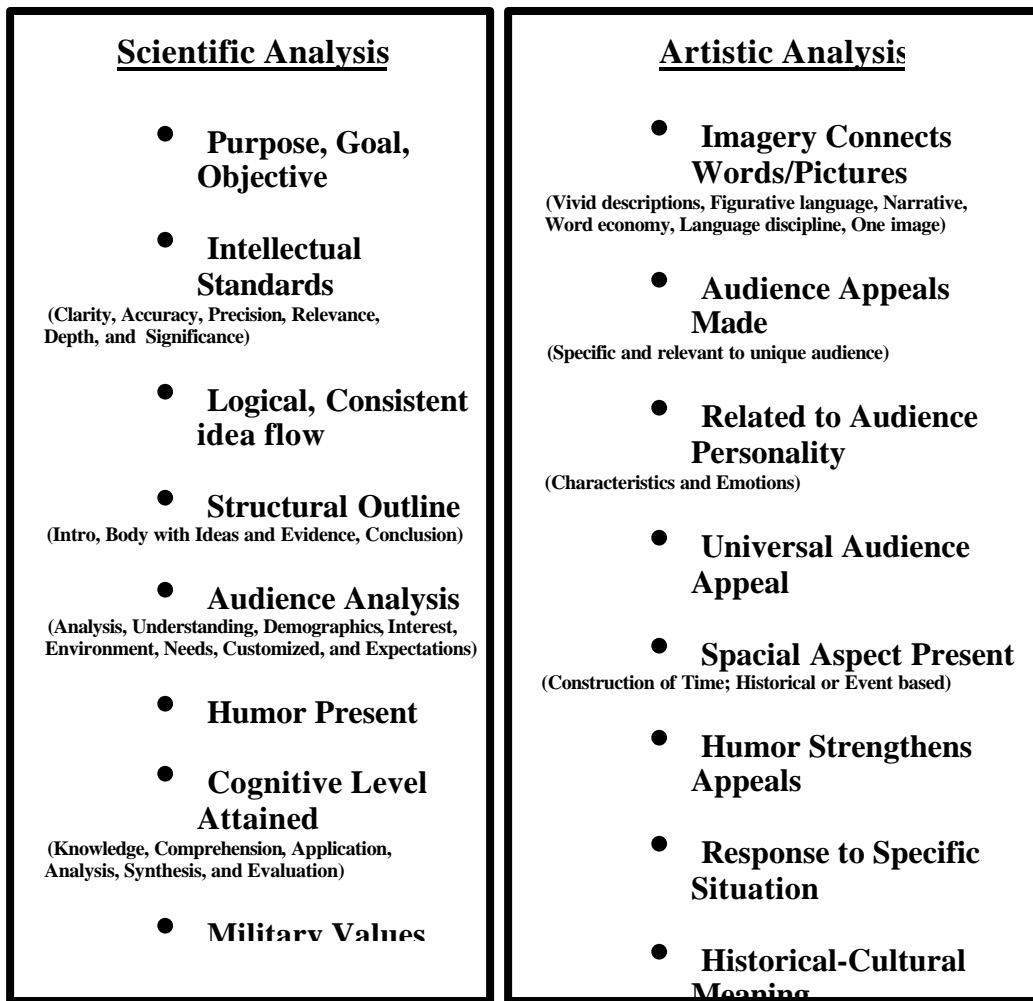 Scientific Analysis
• Purpose, Goal,
Objective
• Intellectual
Standards
(Clarity, Accuracy, Precision, Relevance,
Depth, and Significance)
• Logical, Consistent
idea flow
• Structural Outline
(Intro, Body with Ideas and Evidence, Conclusion)
• Audience Analysis
(Analysis, Understanding, Demographics, Interest,
Environment, Needs, Customized, and Expectations)
• Humor Present
• Cognitive Level
Attained
(Knowledge, Comprehension, Application,
Analysis, Synthesis, and Evaluation)
• Military Values
Artistic Analysis
• Imagery Connects
Words/Pictures
(Vivid descriptions, Figurative language, Narrative,
Word economy, Language discipline, One image)
• Audience Appeals
Made
(Specific and relevant to unique audience)
• Related to Audience
Personality
(Characteristics and Emotions)
• Universal Audience
Appeal
• Spacial Aspect Present
(Construction of Time; Historical or Event based)
• Humor Strengthens
Appeals
• Response to Specific
Situation
• Historical-Cultural
Meaning